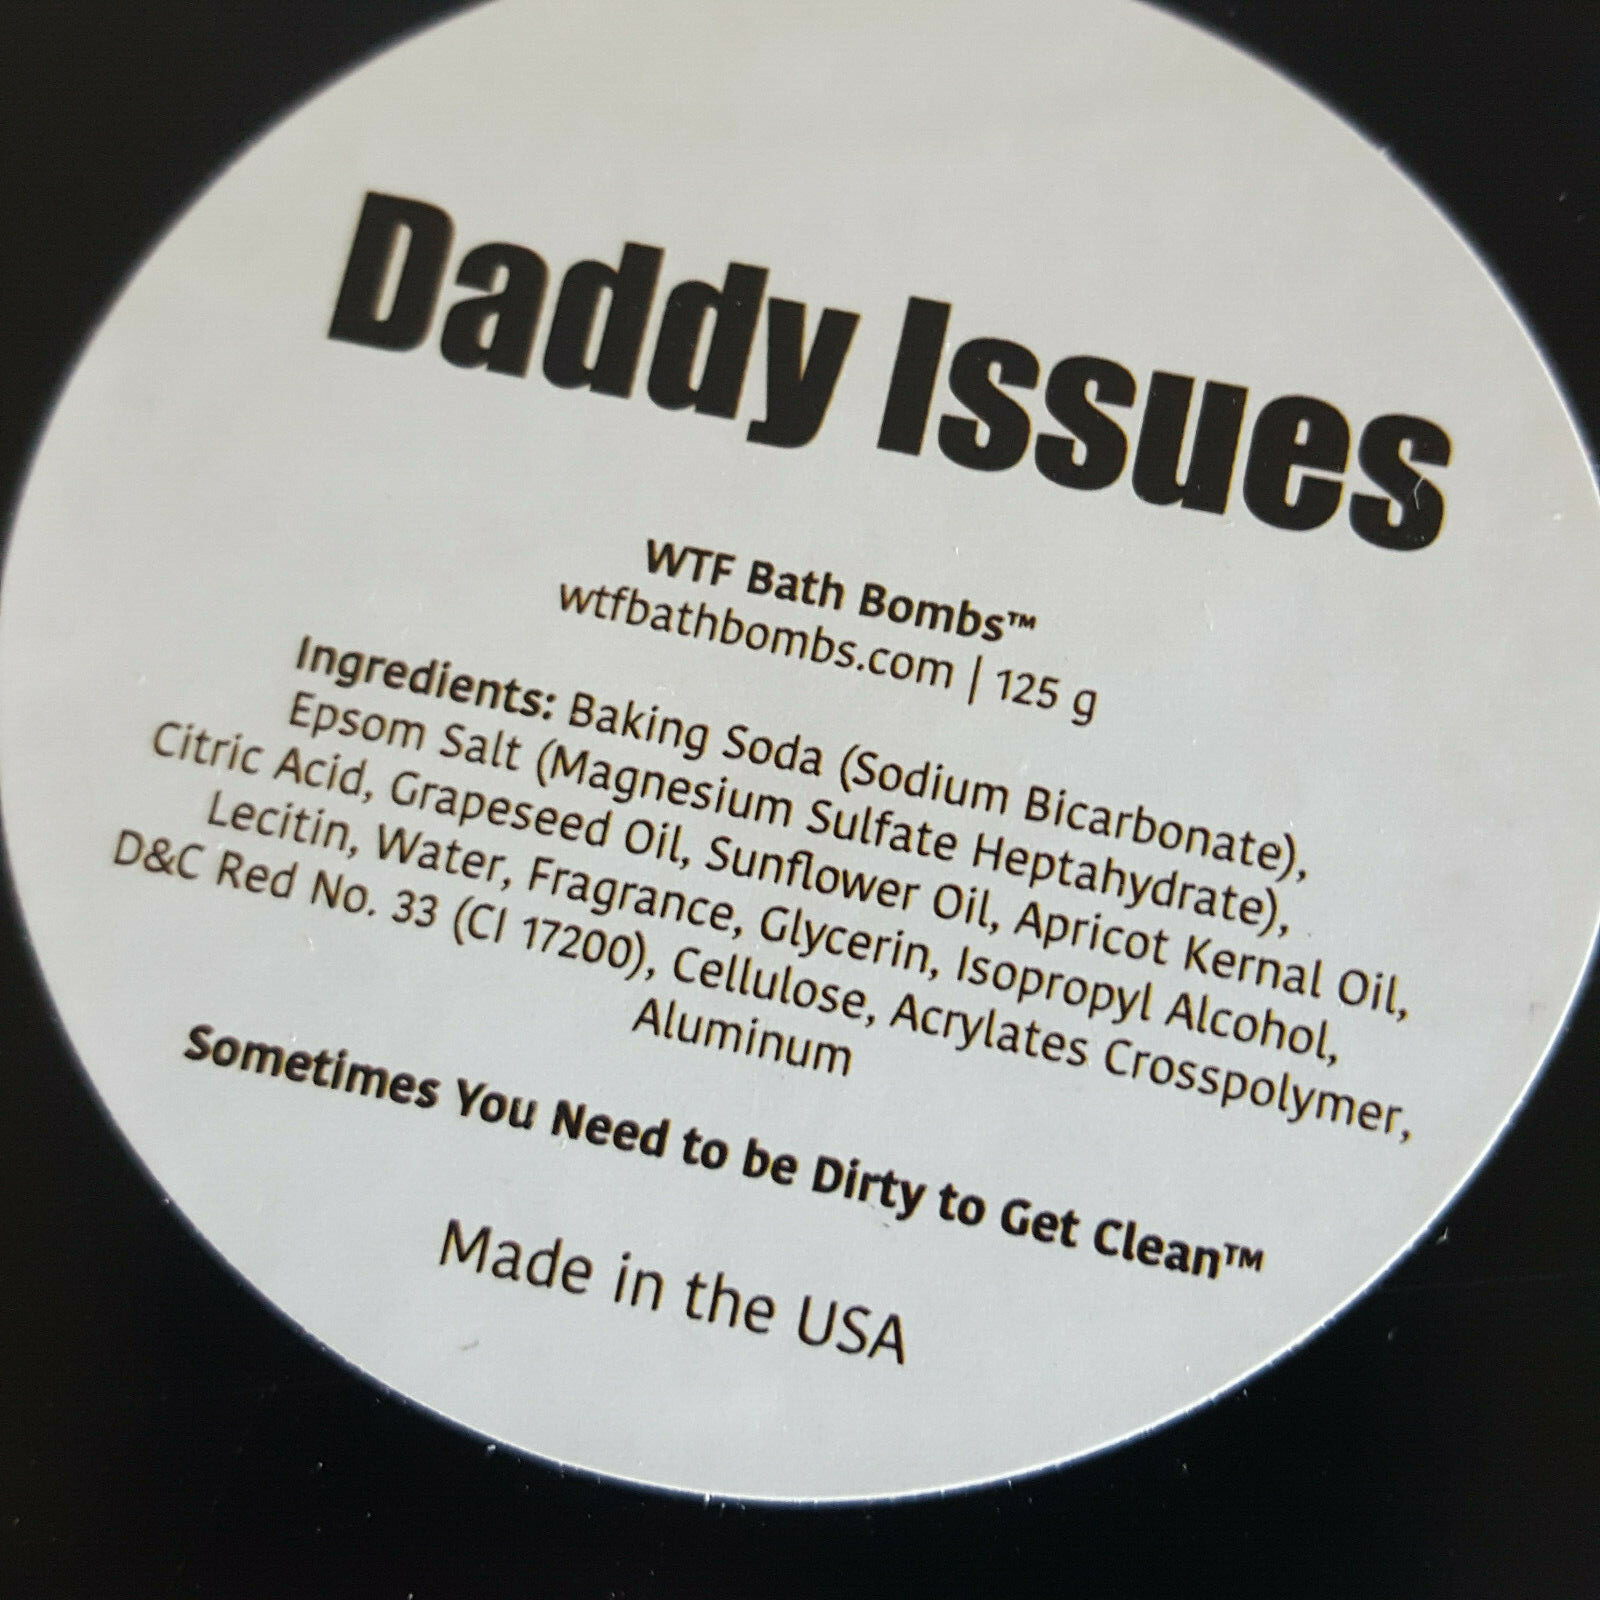 Daddy Issues
WTF Bath Bombs™
wtfbathbombs.com | 125 g
Ingredients: Baking Soda (Sodium Bicarbonate),
Epsom Salt (Magnesium Sulfate Heptahydrate),
Citric Acid, Grapeseed Oil, Sunflower Oil, Apricot Kernal Oil,
Lecitin, Water, Fragrance, Glycerin, Isopropyl Alcohol,
D&C Red No. 33 (CI 17200), Cellulose, Acrylates Crosspolymer,
Aluminum
Sometimes You Need to be Dirty to Get Clean™
Made in the USA